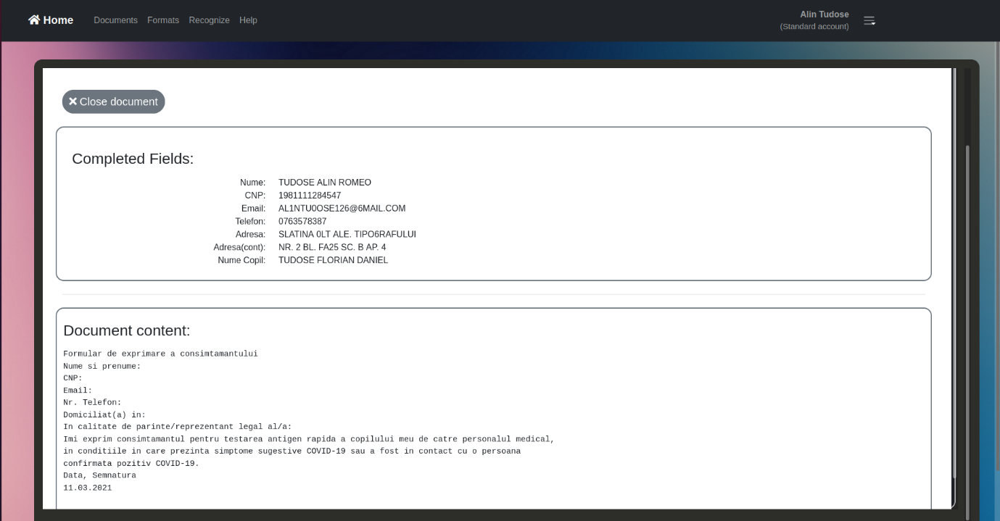 Home Documents Formats Recognize Help
Alin Tudose
(Standard account)
Close document
Completed Fields:
Nume: TUDOSE ALIN ROMEO
CNP: 1981111284547
Email: AL1NTU0OSE126@6MAIL.COM
Telefon: 0763578387
Adresa: SLATINA 0LT ALE. TIPO6RAFULUI
Adresa(cont): NR. 2 BL. FA25 SC. B AP. 4
Nume Copil: TUDOSE FLORIAN DANIEL
Document content:
Formular de exprimare a consimtamantului
Nume si prenume:
CNP:
Email:
Nr. Telefon:
Domiciliat(a) in:
In calitate de parinte/reprezentant legal al/a:
Imi exprim consimtamantul pentru testarea antigen rapida a copilului meu de catre personalul medical,
in conditiile in care prezinta simptome sugestive COVID-19 sau a fost in contact cu o persoana
confirmata pozitiv COVID-19.
Data, Semnatura
11.03.2021